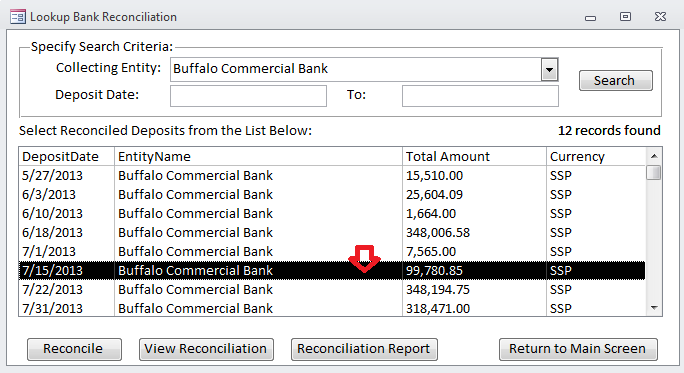 Lookup Bank Reconciliation
Specify Search Criteria:
Collecting Entity: Buffalo Commercial Bank
Search
Deposit Date: To:
Select Reconciled Deposits from the List Below: 12 records found
DepositDate EntityName Total Amount Currency
5/27/2013 Buffalo Commercial Bank 15,510.00 SSP
6/3/2013 Buffalo Commercial Bank 25,604.09 SSP
6/10/2013 Buffalo Commercial Bank 1,664.00 SSP
6/18/2013 Buffalo Commercial Bank 348,006.58 SSP
7/1/2013 Buffalo Commercial Bank 7,565.00 SSP
7/15/2013 Buffalo Commercial Bank 99,780.85 SSP
7/22/2013 Buffalo Commercial Bank 348,194.75 SSP
7/31/2013 Buffalo Commercial Bank 318,471.00 SSP
Reconcile View Reconciliation Reconciliation Report Return to Main Screen